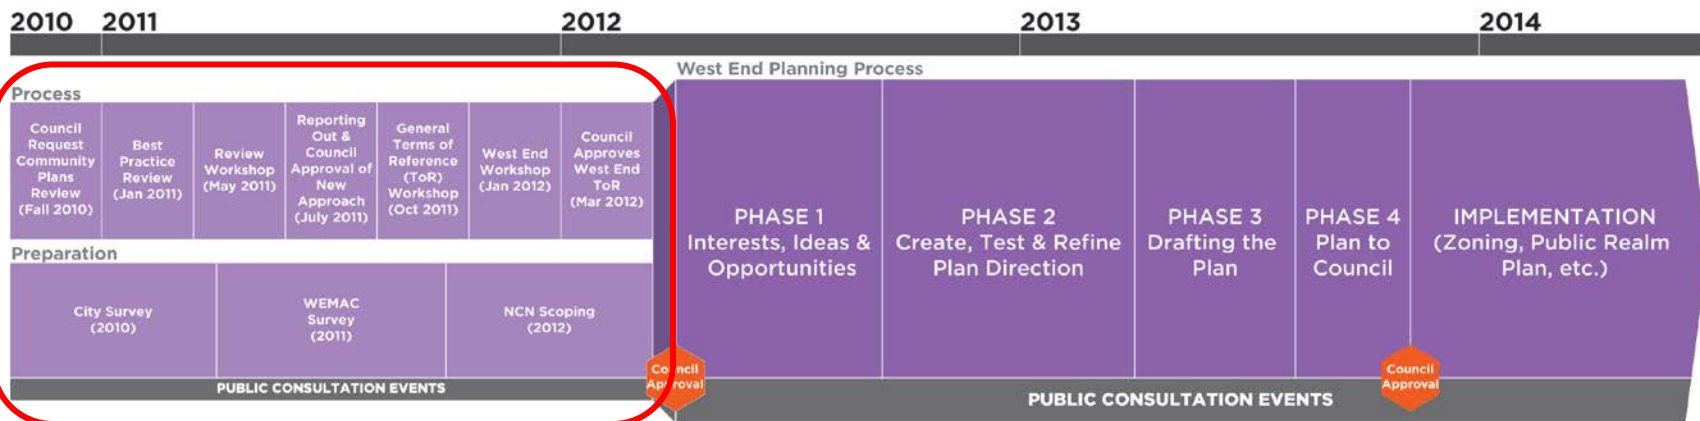 2010 2011 2012 2013 2014
West End Planning Process
Process
Council
Request
Community
Plans
Review
(Fall 2010)
Best
Practice
Review
(Jan 2011)
Review
Workshop
(May 2011)
Reporting
Out &
Council
Approval of
New
Approach
(July 2011)
General
Terms of
Reference
(ToR)
Workshop
(Oct 2011)
West End
Workshop
(Jan 2012)
Council
Approves
West End
ToR
(Mar 2012)
Preparation
City Survey
(2010)
WEMAC
Survey
(2011)
NCN Scoping
(2012)
PUBLIC CONSULTATION EVENTS
Council
Approval
PHASE 1
Interests, Ideas &
Opportunities
PHASE 2
Create, Test & Refine
Plan Direction
PHASE 3
Drafting the
Plan
PHASE 4
Plan to
Council
Council
Approval
IMPLEMENTATION
(Zoning, Public Realm
Plan, etc.)
PUBLIC CONSULTATION EVENTS